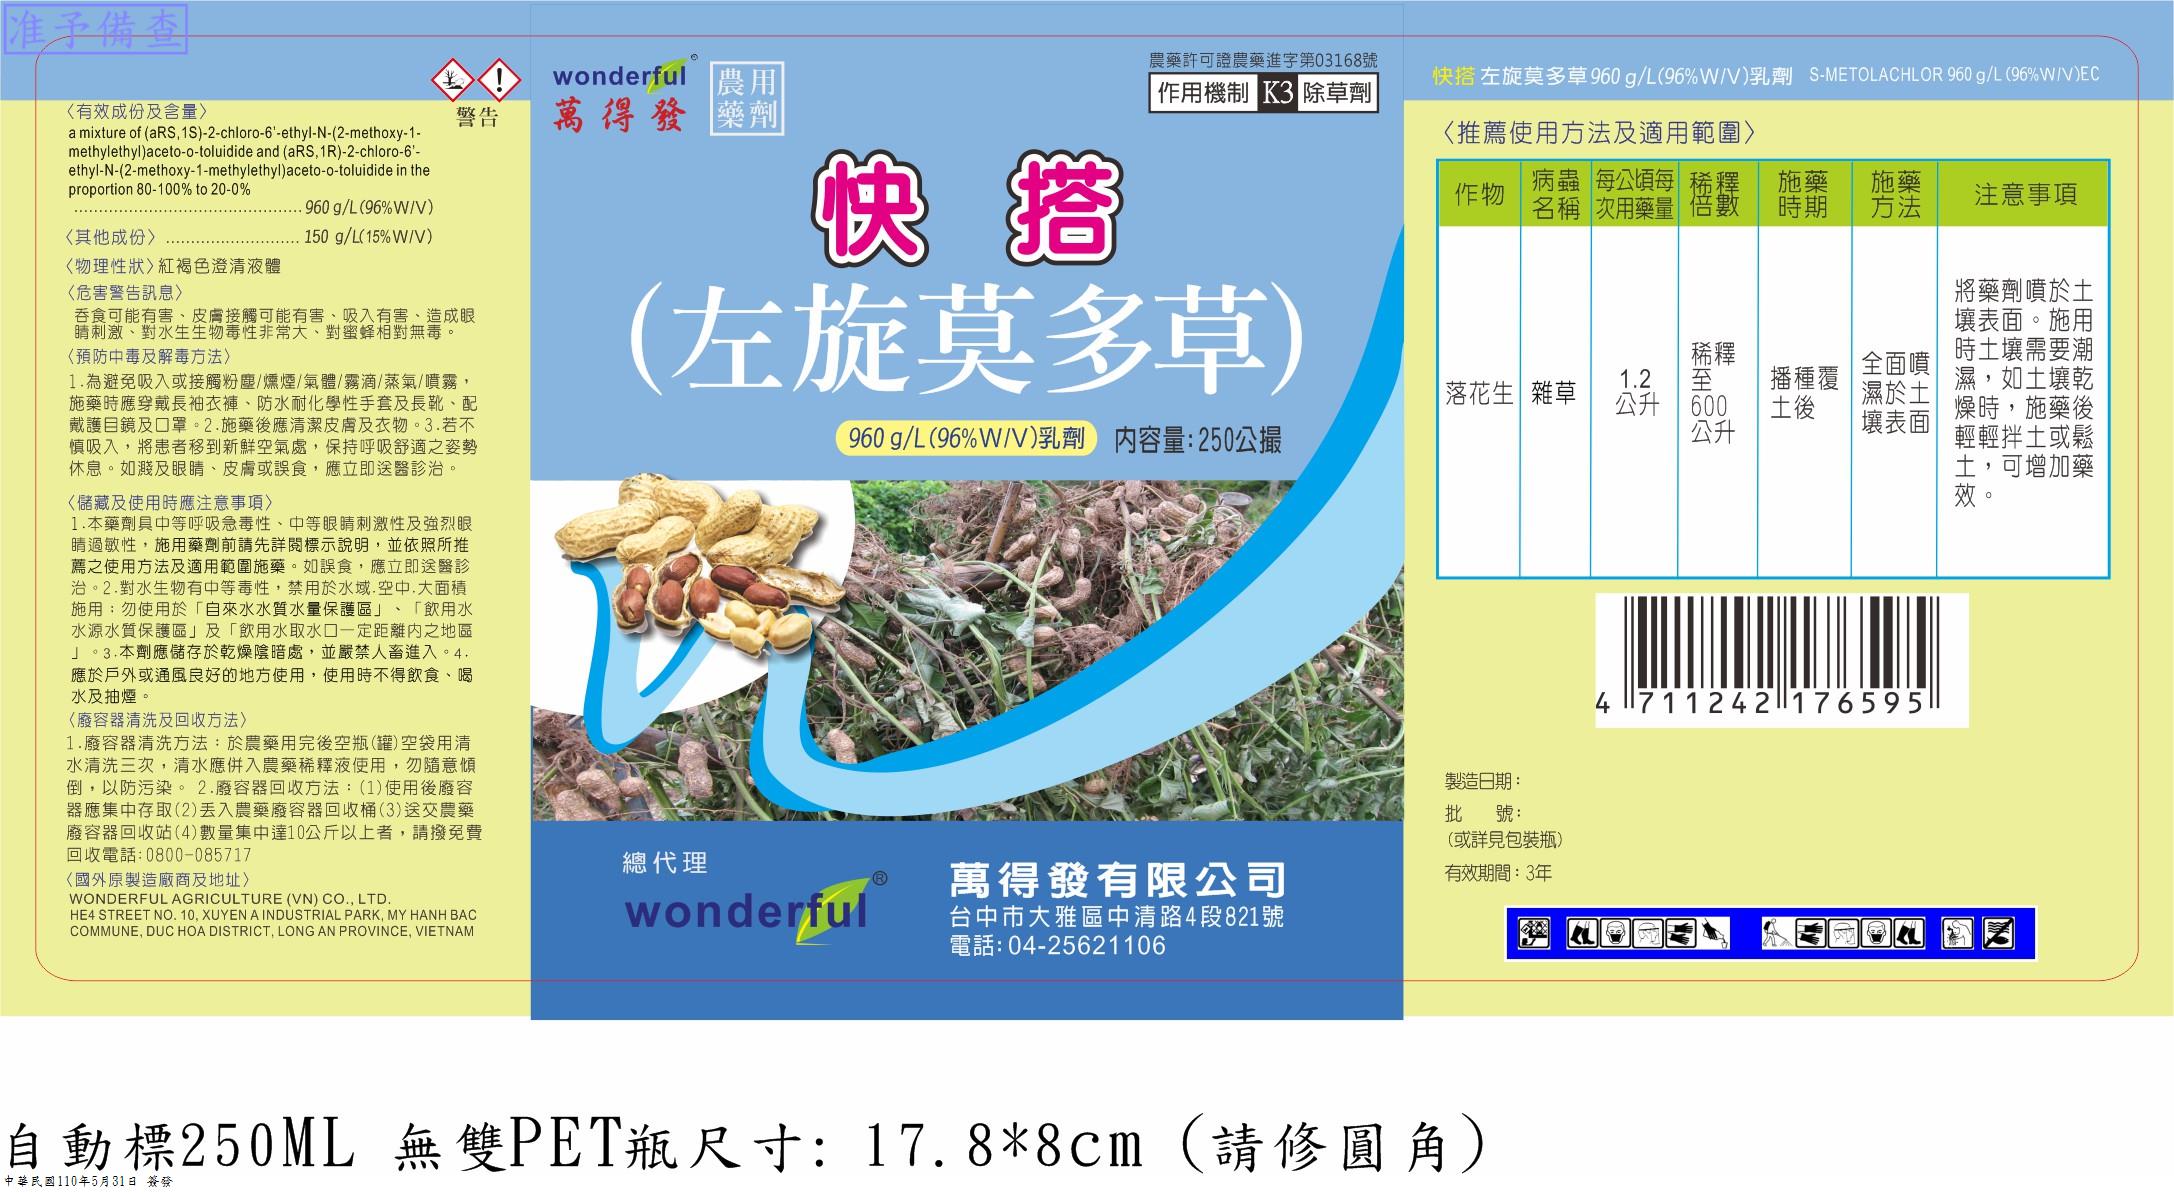 准予備查
〈有效成份及含量〉
a mixture of (aRS,1S)-2-chloro-6'-ethyl-N-(2-methoxy-1-
methylethyl)aceto-o-toluidide and (aRS,1R)-2-chloro-6'-
ethyl-N-(2-methoxy-1-methylethyl)aceto-o-toluidide in the
proportion 80-100% to 20-0%
..............................................960 g/L(96%W/V)
〈其他成份〉...........................150 g/L(15%W/V)
〈物理性狀〉紅褐色澄清液體
〈危害警告訊息〉
吞食可能有害、皮膚接觸可能有害、吸入有害、造成眼
睛刺激、對水生生物毒性非常大、對蜜蜂相對無毒。
〈預防中毒及解毒方法〉
1.為避免吸入或接觸粉塵/燻煙/氣體/霧滴/蒸氣/噴霧，
施藥時應穿戴長袖衣褲、防水耐化學性手套及長靴、配
戴護目鏡及口罩。2.施藥後應清潔皮膚及衣物。3.若不
慎吸入，將患者移到新鮮空氣處，保持呼吸舒適之姿勢
休息。如濺及眼睛、皮膚或誤食，應立即送醫診治。
〈儲藏及使用時應注意事項〉
1.本藥劑具中等呼吸急毒性、中等眼睛刺激性及強烈眼
睛過敏性，施用藥劑前請先詳閱標示說明，並依照所推
薦之使用方法及適用範圍施藥。如誤食，應立即送醫診
治。2.對水生物有中等毒性，禁用於水域.空中.大面積
施用；勿使用於「自來水水質水量保護區」、「飲用水
水源水質保護區」及「飲用水取水口一定距離內之地區
」。3.本劑應儲存於乾燥陰暗處，並嚴禁人畜進入。4.
應於戶外或通風良好的地方使用，使用時不得飲食、喝
水及抽煙。
〈廢容器清洗及回收方法〉
1.廢容器清洗方法：於農藥用完後空瓶(罐)空袋用清
水清洗三次，清水應併入農藥稀釋液使用，勿隨意傾
倒，以防污染。 2.廢容器回收方法：(1)使用後廢容
器應集中存取(2)丟入農藥廢容器回收桶(3)送交農藥
廢容器回收站(4)數量集中達10公斤以上者，請撥免費
回收電話:0800-085717
〈國外原製造廠商及地址〉
WONDERFUL AGRICULTURE (VN) CO., LTD.
HE4 STREET NO. 10, XUYEN A INDUSTRIAL PARK, MY HANH BAC
COMMUNE, DUC HOA DISTRICT, LONG AN PROVINCE, VIETNAM
警告
wonderful®
萬得發
農用
藥劑
農藥許可證農藥進字第03168號
作用機制 K3 除草劑
快搭
(左旋莫多草)
960 g/L(96%W/V)乳劑 內容量:250公撮
總代理
wonderful®
萬得發有限公司
台中市大雅區中清路4段821號
電話:04-25621106
快搭 左旋莫多草 960 g/L(96%W/V)乳劑 S-METOLACHLOR 960 g/L (96%W/V)EC
〈推薦使用方法及適用範圍〉
作物
病蟲
名稱
每公頃每
次用藥量
稀釋
倍數
施藥
時期
施藥
方法
注意事項
落花生
雜草
1.2
公升
稀釋
至
600
公升
播種覆
土後
全面噴
濕於土
壤表面
將藥劑噴於土
壤表面。施用
時土壤需要潮
濕，如土壤乾
燥時，施藥後
輕輕拌土或鬆
土，可增加藥
效。
4 711242 176595
製造日期：
批　號：
(或詳見包裝瓶)
有效期間：3年
自動標250ML 無雙PET瓶尺寸: 17.8*8cm (請修圓角)
中華民國110年5月31日 簽發